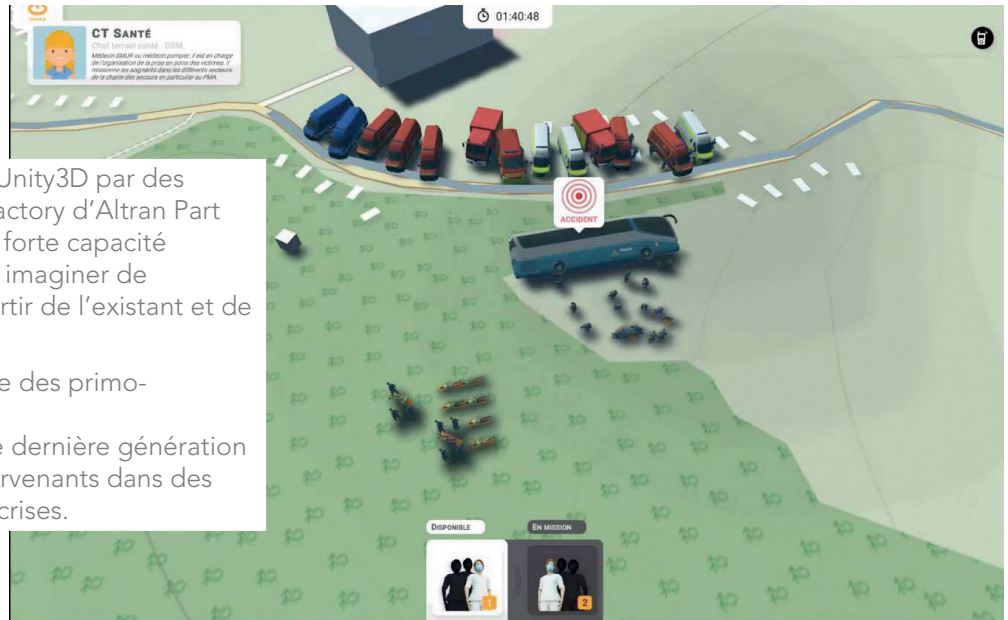 CT SANTÉ
Chef terrain santé - DSM
Médecin SMUR ou médecin pompier, il est en charge
de l'organisation de la prise en soins des victimes. Il
missionne les soignants dans les différents secteurs
de la chaîne des secours en particulier au PMA.
01:40:48
Unity3D par des
actory d'Altran Part
forte capacité
imaginer de
rtir de l'existant et de
e des primo-
e dernière génération
ervenants dans des
crises.
ACCIDENT
DISPONIBLE
EN MISSION
1
2